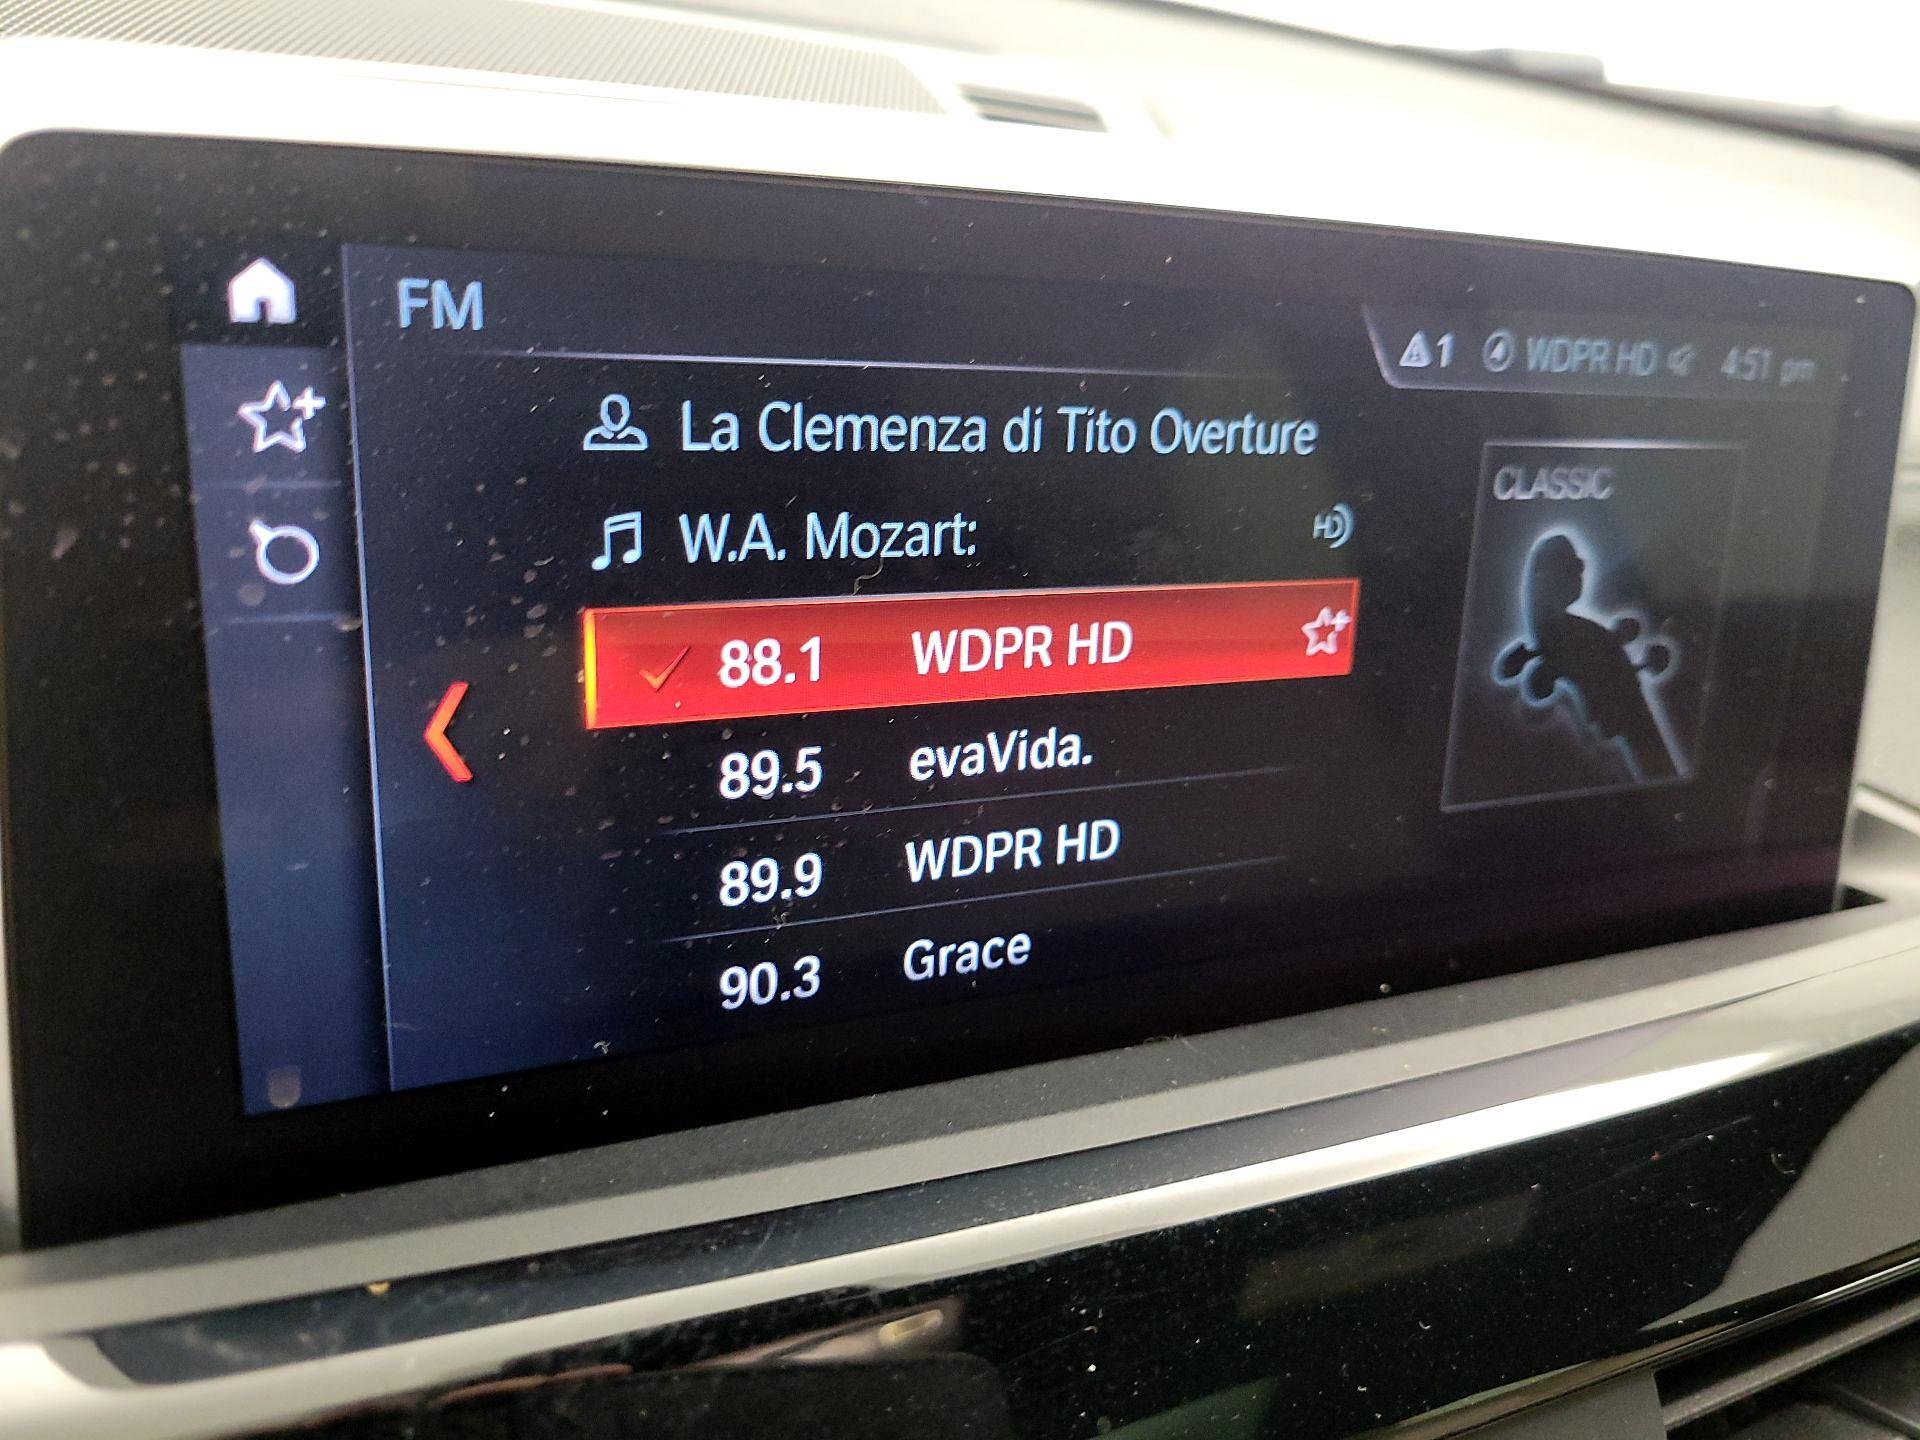 FM
1 WDPR HD 4:51 pm
La Clemenza di Tito Overture
CLASSIC
W.A. Mozart:
HD
88.1 WDPR HD
89.5 evaVida.
89.9 WDPR HD
90.3 Grace